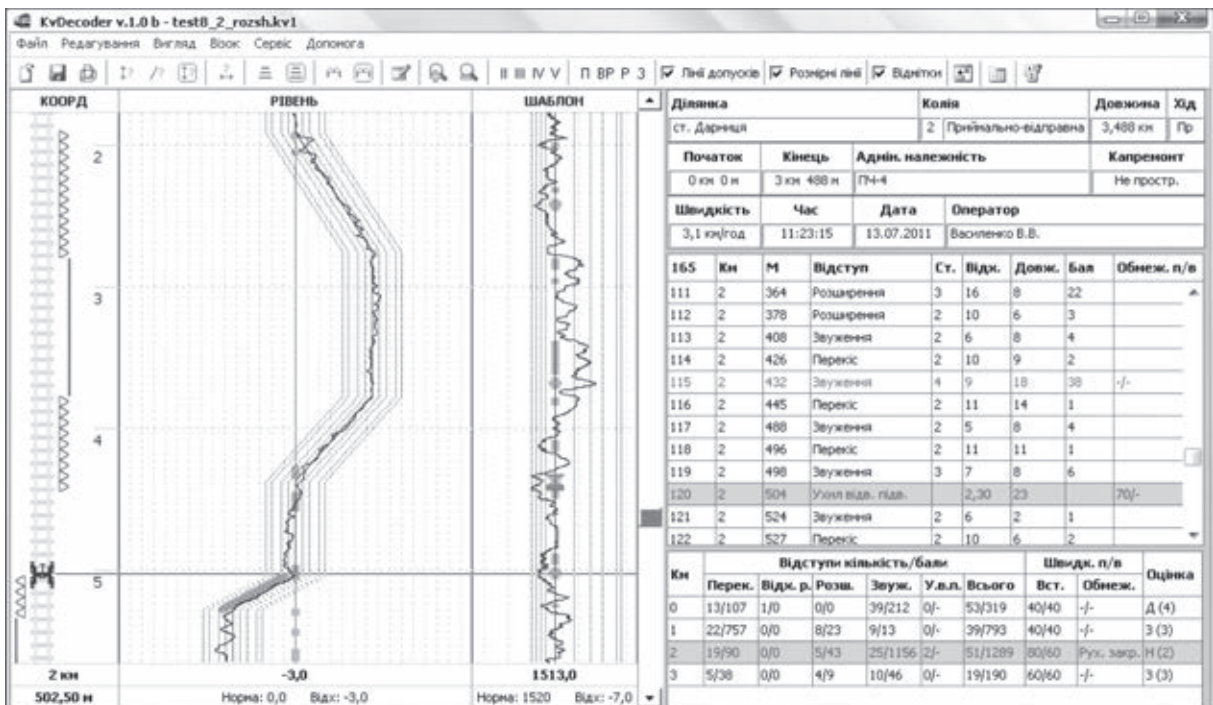 KvDecoder v.1.0 b - test8_2_rozsh.kv1
Файл Редагування Вигляд Візок Сервіс Допомога
II III IV V П ВР Р З Лінії допусків Розмірні лінії Відмітки
КООРД РІВЕНЬ ШАБЛОН
2
3
4
5
2 км -3,0 1513,0
502,50 м Норма: 0,0 Відх: -3,0 Норма: 1520 Відх: -7,0
Ділянка Колія Довжина Хід
ст. Дарниця 2 Приймально-відправна 3,488 км Пр
Початок Кінець Адмін. належність Капремонт
0 км 0 м 3 км 488 м ПЧ-4 Не простр.
Швидкість Час Дата Оператор
3,1 км/год 11:23:15 13.07.2011 Василенко В.В.
165 Км М Відступ Ст. Відх. Довж. Бал Обмеж. п/в
111 2 364 Розширення 3 16 8 22
112 2 378 Розширення 2 10 6 3
113 2 408 Звуження 2 6 8 4
114 2 426 Перекіс 2 10 9 2
115 2 432 Звуження 4 9 18 38 -/-
116 2 445 Перекіс 2 11 14 1
117 2 488 Звуження 2 5 8 4
118 2 496 Перекіс 2 11 11 1
119 2 498 Звуження 3 7 8 6
120 2 504 Ухил відв. підв. 2,30 23 70/-
121 2 524 Звуження 2 6 2 1
122 2 527 Перекіс 2 10 6 2
Км Відступи кількість/бали Швидк. п/в Оцінка
Перек. Відх. р. Розш. Звуж. У.в.п. Всього Вст. Обмеж.
0 13/107 1/0 0/0 39/212 0/- 53/319 40/40 -/- Д (4)
1 22/757 0/0 8/23 9/13 0/- 39/793 40/40 -/- З (3)
2 19/90 0/0 5/43 25/1156 2/- 51/1289 80/60 Рух. закр. Н (2)
3 5/38 0/0 4/9 10/46 0/- 19/190 60/60 -/- З (3)